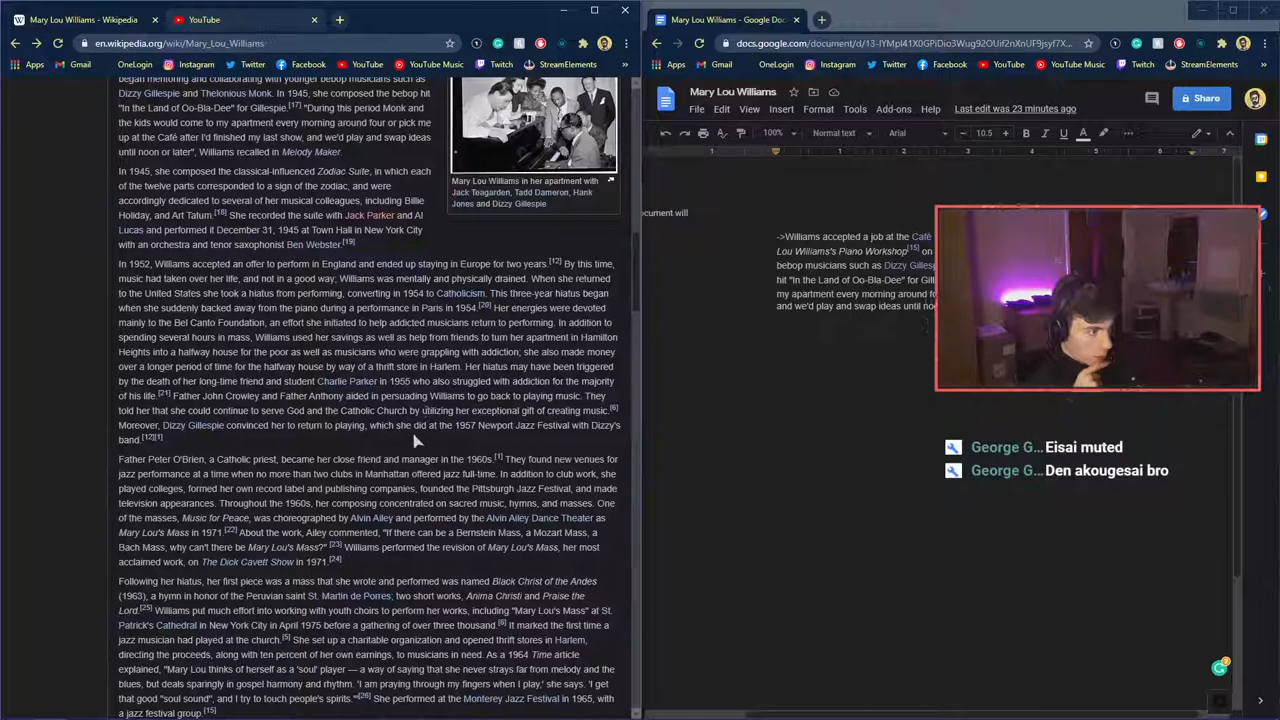 Mary Lou Williams - Wikipedia
YouTube
en.wikipedia.org/wiki/Mary_Lou_Williams
Apps Gmail OneLogin Instagram Twitter Facebook YouTube YouTube Music Twitch StreamElements
began mentoring and collaborating with younger bebop musicians such as
Dizzy Gillespie and Thelonious Monk. In 1945, she composed the bebop hit
"In the Land of Oo-Bla-Dee" for Gillespie.[17] "During this period Monk and
the kids would come to my apartment every morning around four or pick me
up at the Café after I'd finished my last show, and we'd play and swap ideas
until noon or later", Williams recalled in Melody Maker.
In 1945, she composed the classical-influenced Zodiac Suite, in which each
of the twelve parts corresponded to a sign of the zodiac, and were
accordingly dedicated to several of her musical colleagues, including Billie
Holiday, and Art Tatum.[18] She recorded the suite with Jack Parker and Al
Lucas and performed it December 31, 1945 at Town Hall in New York City
with an orchestra and tenor saxophonist Ben Webster.[19]
Mary Lou Williams in her apartment with
Jack Teagarden, Tadd Dameron, Hank
Jones and Dizzy Gillespie
In 1952, Williams accepted an offer to perform in England and ended up staying in Europe for two years.[12] By this time,
music had taken over her life, and not in a good way; Williams was mentally and physically drained. When she returned
to the United States she took a hiatus from performing, converting in 1954 to Catholicism. This three-year hiatus began
when she suddenly backed away from the piano during a performance in Paris in 1954.[20] Her energies were devoted
mainly to the Bel Canto Foundation, an effort she initiated to help addicted musicians return to performing. In addition to
spending several hours in mass, Williams used her savings as well as help from friends to turn her apartment in Hamilton
Heights into a halfway house for the poor as well as musicians who were grappling with addiction; she also made money
over a longer period of time for the halfway house by way of a thrift store in Harlem. Her hiatus may have been triggered
by the death of her long-time friend and student Charlie Parker in 1955 who also struggled with addiction for the majority
of his life.[21] Father John Crowley and Father Anthony aided in persuading Williams to go back to playing music. They
told her that she could continue to serve God and the Catholic Church by utilizing her exceptional gift of creating music.[6]
Moreover, Dizzy Gillespie convinced her to return to playing, which she did at the 1957 Newport Jazz Festival with Dizzy's
band.[12][1]
Father Peter O'Brien, a Catholic priest, became her close friend and manager in the 1960s.[1] They found new venues for
jazz performance at a time when no more than two clubs in Manhattan offered jazz full-time. In addition to club work, she
played colleges, formed her own record label and publishing companies, founded the Pittsburgh Jazz Festival, and made
television appearances. Throughout the 1960s, her composing concentrated on sacred music, hymns, and masses. One
of the masses, Music for Peace, was choreographed by Alvin Ailey and performed by the Alvin Ailey Dance Theater as
Mary Lou's Mass in 1971.[22] About the work, Ailey commented, "If there can be a Bernstein Mass, a Mozart Mass, a
Bach Mass, why can't there be Mary Lou's Mass?" [23] Williams performed the revision of Mary Lou's Mass, her most
acclaimed work, on The Dick Cavett Show in 1971.[24]
Following her hiatus, her first piece was a mass that she wrote and performed was named Black Christ of the Andes
(1963), a hymn in honor of the Peruvian saint St. Martin de Porres; two short works, Anima Christi and Praise the
Lord.[25] Williams put much effort into working with youth choirs to perform her works, including "Mary Lou's Mass" at St.
Patrick's Cathedral in New York City in April 1975 before a gathering of over three thousand.[8] It marked the first time a
jazz musician had played at the church.[5] She set up a charitable organization and opened thrift stores in Harlem,
directing the proceeds, along with ten percent of her own earnings, to musicians in need. As a 1964 Time article
explained, "Mary Lou thinks of herself as a 'soul' player — a way of saying that she never strays far from melody and the
blues, but deals sparingly in gospel harmony and rhythm. 'I am praying through my fingers when I play,' she says. 'I get
that good "soul sound", and I try to touch people's spirits.'"[26] She performed at the Monterey Jazz Festival in 1965, with
a jazz festival group.[15]
Mary Lou Williams - Google Doc
Apps Gmail OneLogin Instagram Twitter Facebook YouTube YouTube Music Twitch StreamElements
Mary Lou Williams
Share
File Edit View Insert Format Tools Add-ons Help Last edit was 23 minutes ago
100% Normal text Arial 10.5 B I U A
1 1 2 3 4 5 6 7
ocument will
->Williams accepted a job at the Café
Lou Williams's Piano Workshop[15] on
bebop musicians such as Dizzy Gillesp
hit "In the Land of Oo-Bla-Dee" for Gill
my apartment every morning around fo
and we'd play and swap ideas until noo
George G... Eisai muted
George G... Den akougesai bro